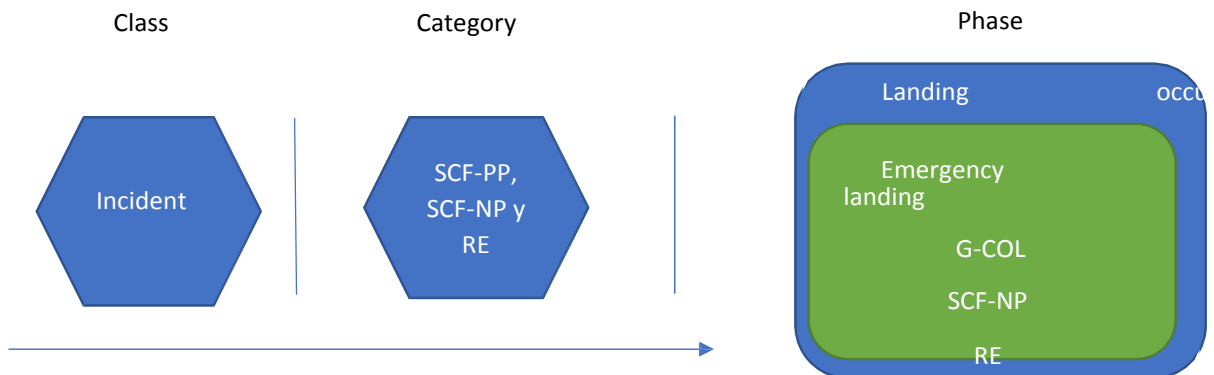 Class
Category
Phase
Incident
SCF-PP,
SCF-NP y
RE
Landing
Emergency
landing
G-COL
SCF-NP
RE